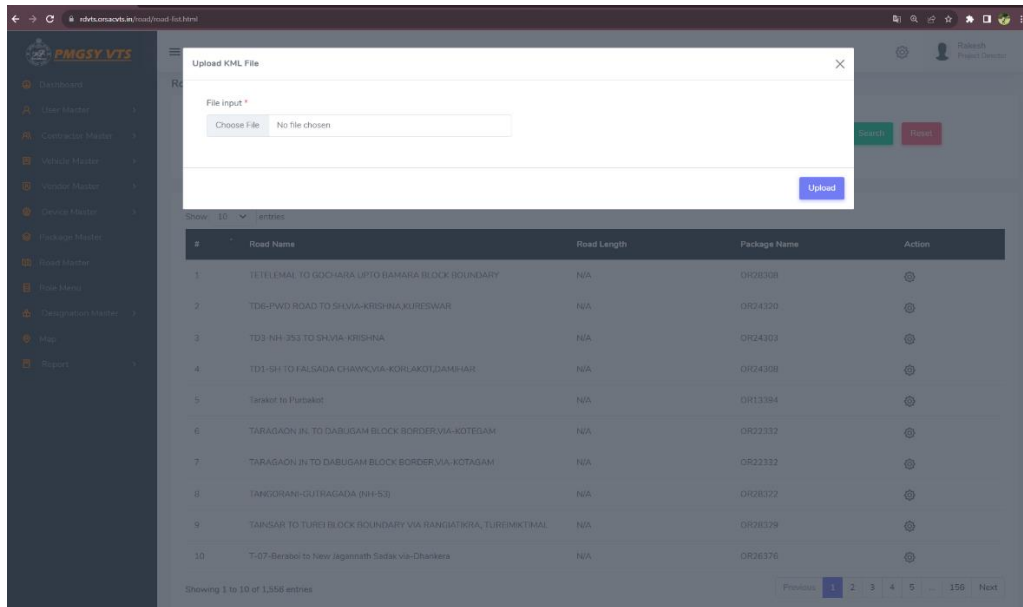 rdvts.orsacvts.in/road/road-list.html
PMGSY VTS
Rakesh
Upload KML File
File input *
Choose File No file chosen
Search Reset
Upload
Dashboard
User Master
Contractor Master
Vehicle Master
Vendor Master
Device Master
Package Master
Road Master
Role Menu
Designation Master
Map
Report
Show 10 entries
# Road Name Road Length Package Name Action
1 TETELEMAL TO GOCHARA UPTO BAMARA BLOCK BOUNDARY N/A OR28308
2 TD6-PWD ROAD TO SH.VIA-KRISHNA,KURESWAR N/A OR24320
3 TD3-NH-353 TO SH.VIA-KRISHNA N/A OR24303
4 TD1-SH TO FALSADA CHAWK,VIA-KORLAKOT,DAMIHAR N/A OR24308
5 Terakot to Purbakot N/A OR13394
6 TARAGAON JN. TO DABUGAM BLOCK BORDER,VIA-KOTEGAM N/A OR22332
7 TARAGAON JN TO DABUGAM BLOCK BORDER,VIA-KOTAGAM N/A OR22332
8 TANGORANI-GUTRAGADA (NH-53) N/A OR28322
9 TAINSAR TO TUREI BLOCK BOUNDARY VIA RANGIATIKRA, TUREIMIKTIMAL N/A OR28329
10 T-07-Beraboi to New Jagannath Sadak via-Dhankera N/A OR26376
Showing 1 to 10 of 1,556 entries
Previous 1 2 3 4 5 ... 156 Next